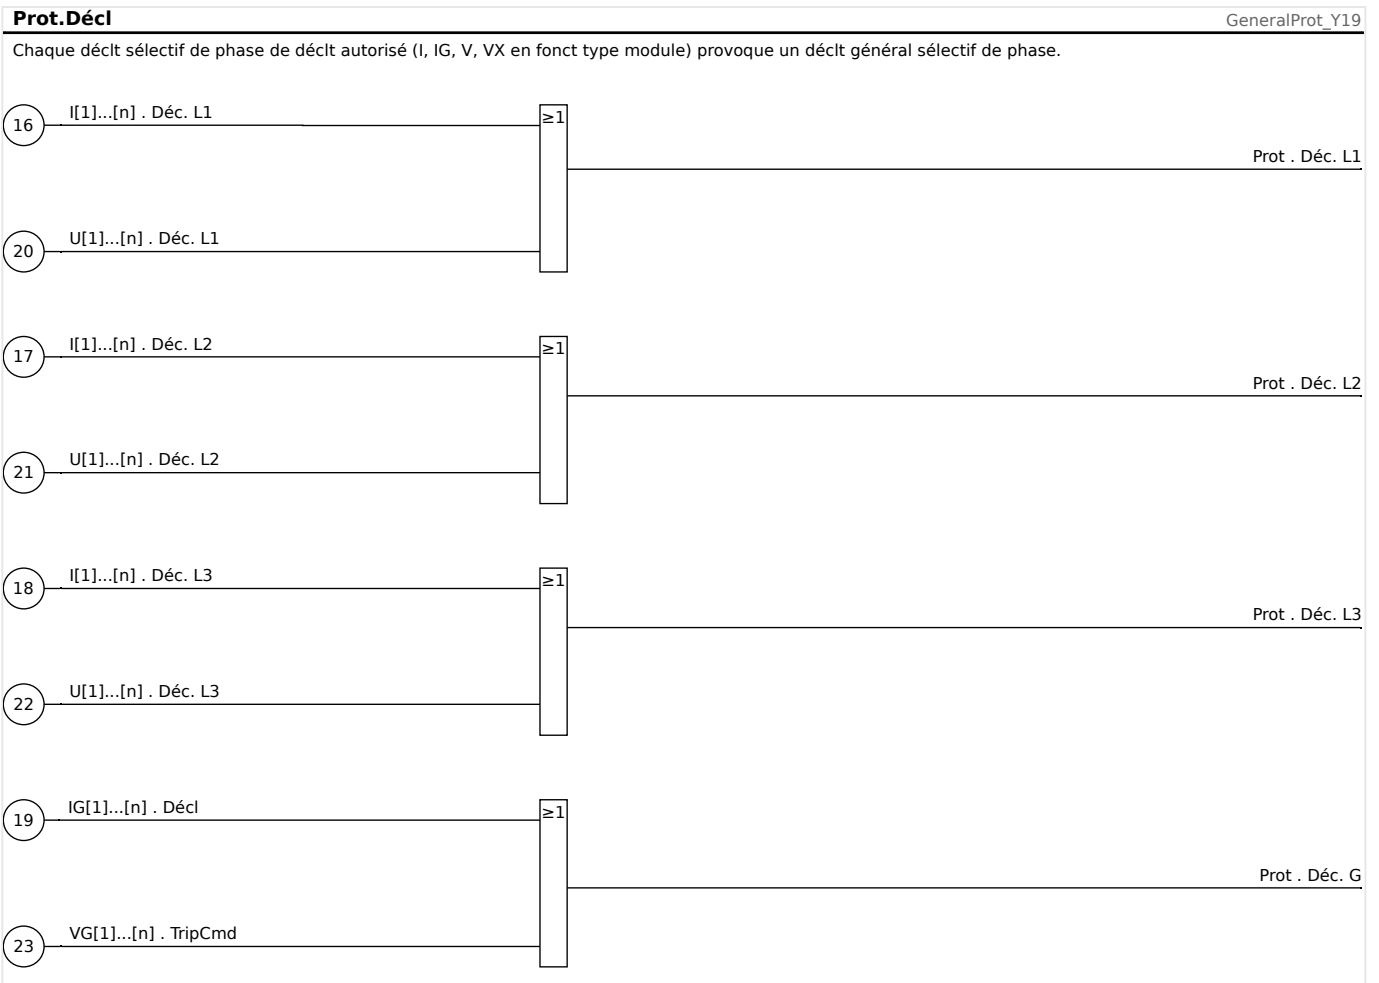 Prot.Décl
GeneralProt_Y19
Chaque déclt sélectif de phase de déclt autorisé (I, IG, V, VX en fonct type module) provoque un déclt général sélectif de phase.
16
I[1]...[n] . Déc. L1
≥1
Prot . Déc. L1
20
U[1]...[n] . Déc. L1
17
I[1]...[n] . Déc. L2
≥1
Prot . Déc. L2
21
U[1]...[n] . Déc. L2
18
I[1]...[n] . Déc. L3
≥1
Prot . Déc. L3
22
U[1]...[n] . Déc. L3
19
IG[1]...[n] . Décl
≥1
Prot . Déc. G
23
VG[1]...[n] . TripCmd